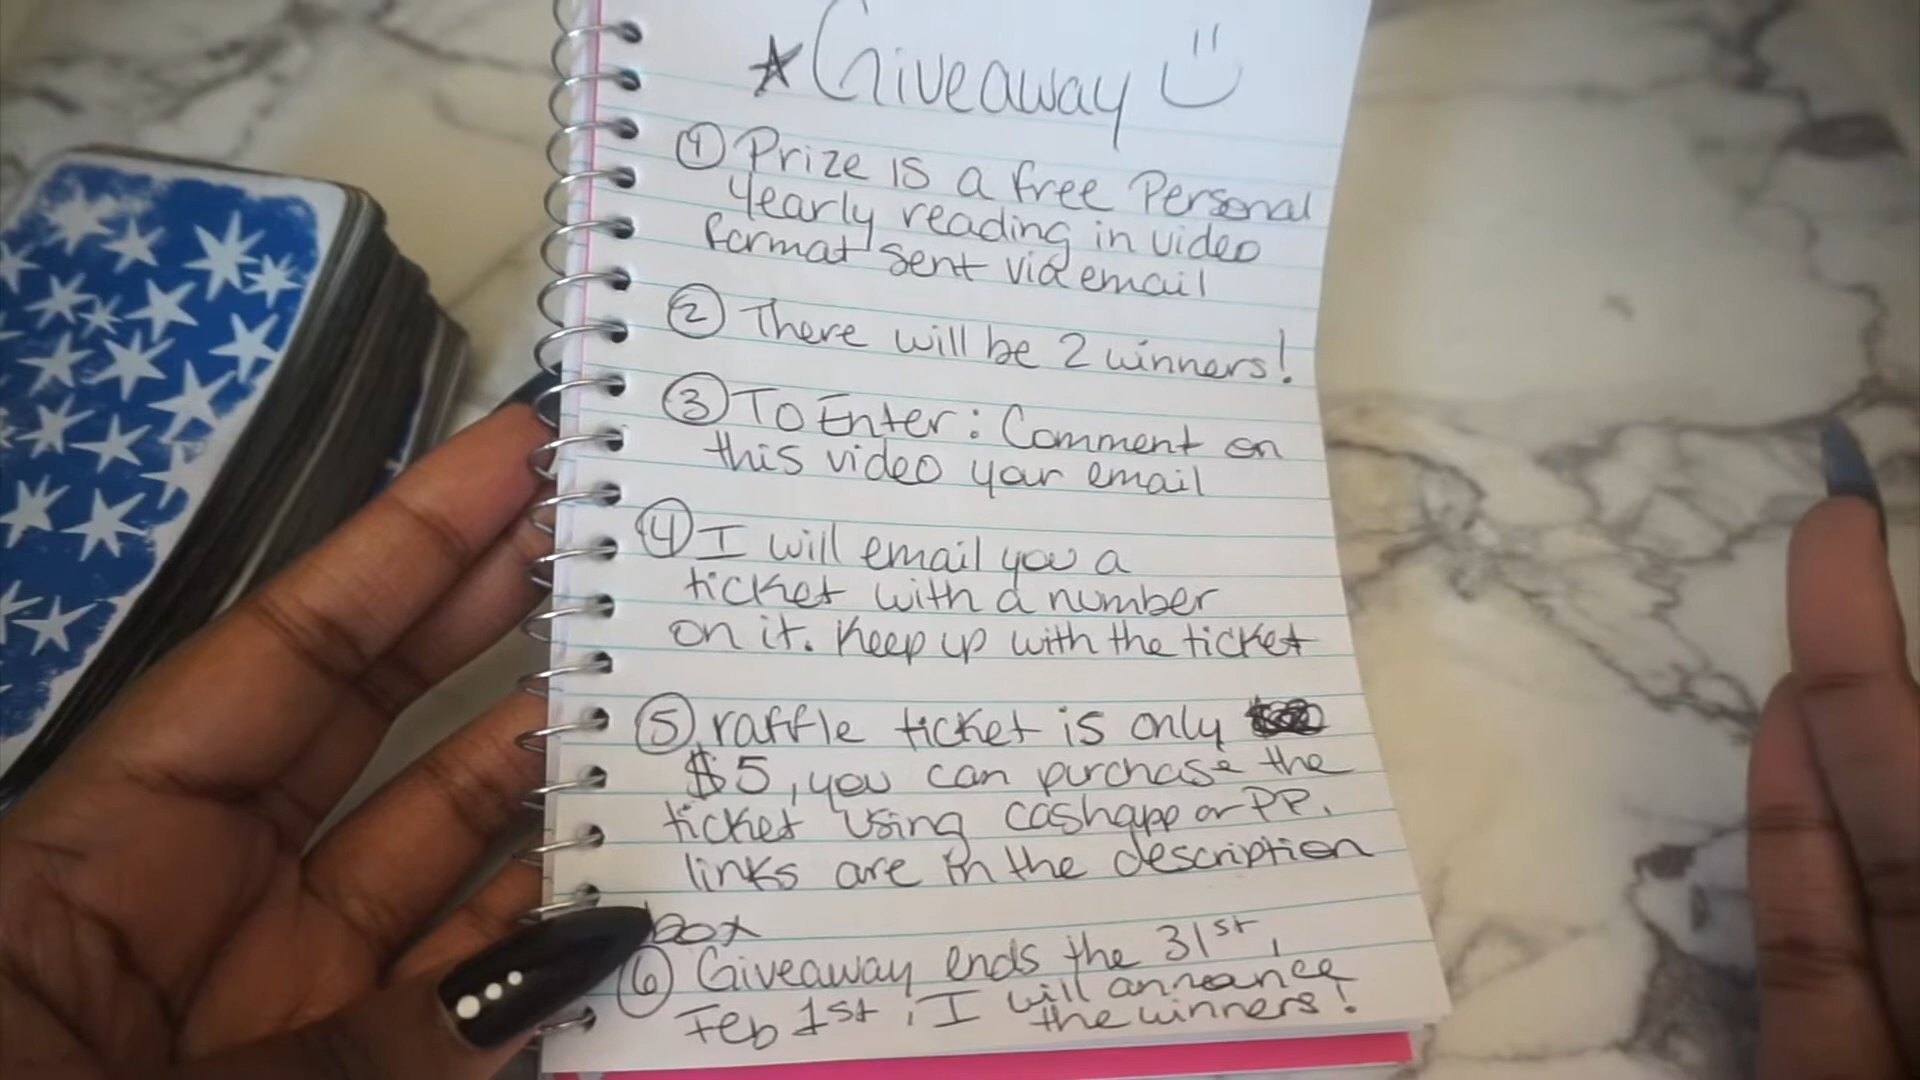 ★ Giveaway
① Prize is a free Personal
Yearly reading in video
format sent via email
② There will be 2 winners!
③ To Enter: Comment on
this video your email
④ I will email you a
ticket with a number
on it. Keep up with the ticket
⑤ raffle ticket is only
$5, you can purchase the
ticket using cashapp or PP.
links are in the description
box
⑥ Giveaway ends the 31st,
Feb 1st, I will annouance
the winners!